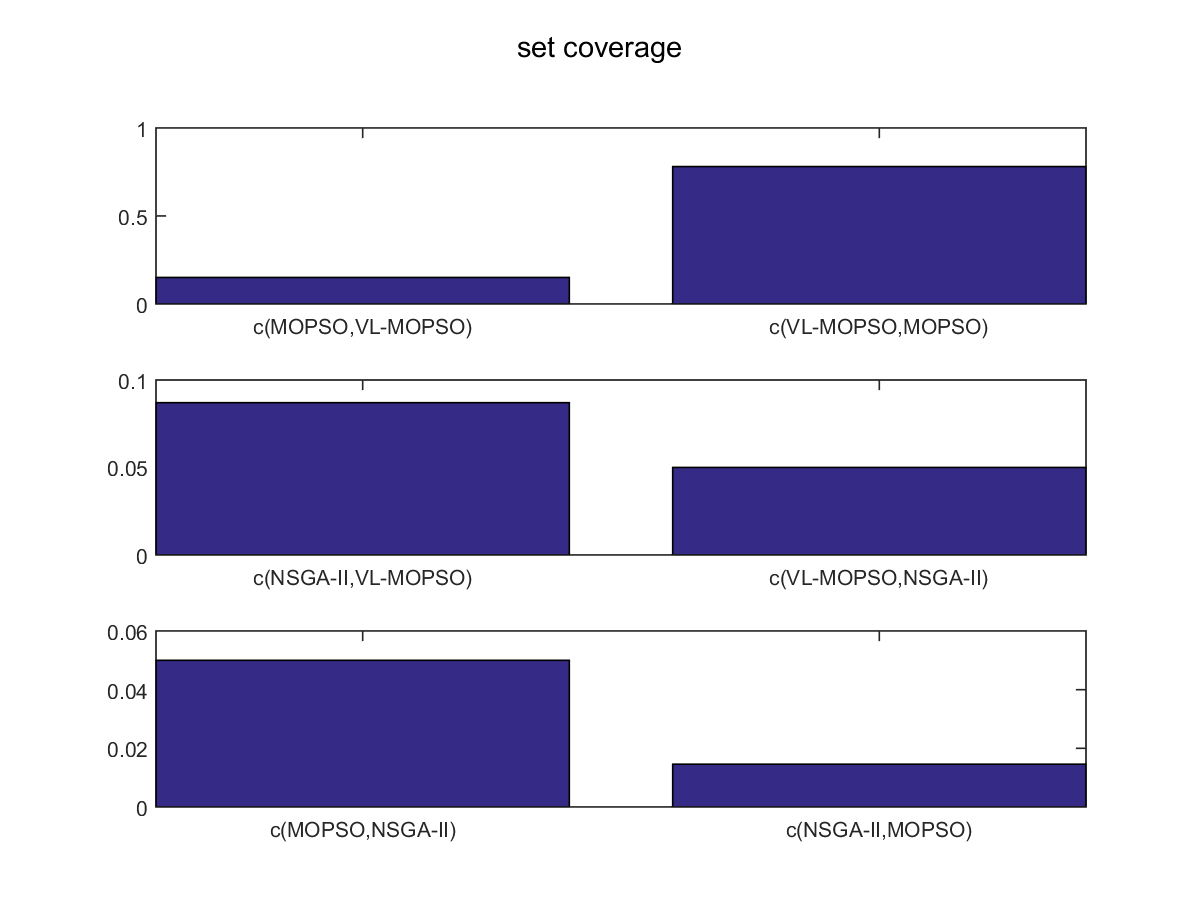 set coverage
1
0.5
0
c(MOPSO,VL-MOPSO) c(VL-MOPSO,MOPSO)
0.1
0.05
0
c(NSGA-II,VL-MOPSO) c(VL-MOPSO,NSGA-II)
0.06
0.04
0.02
0
c(MOPSO,NSGA-II) c(NSGA-II,MOPSO)